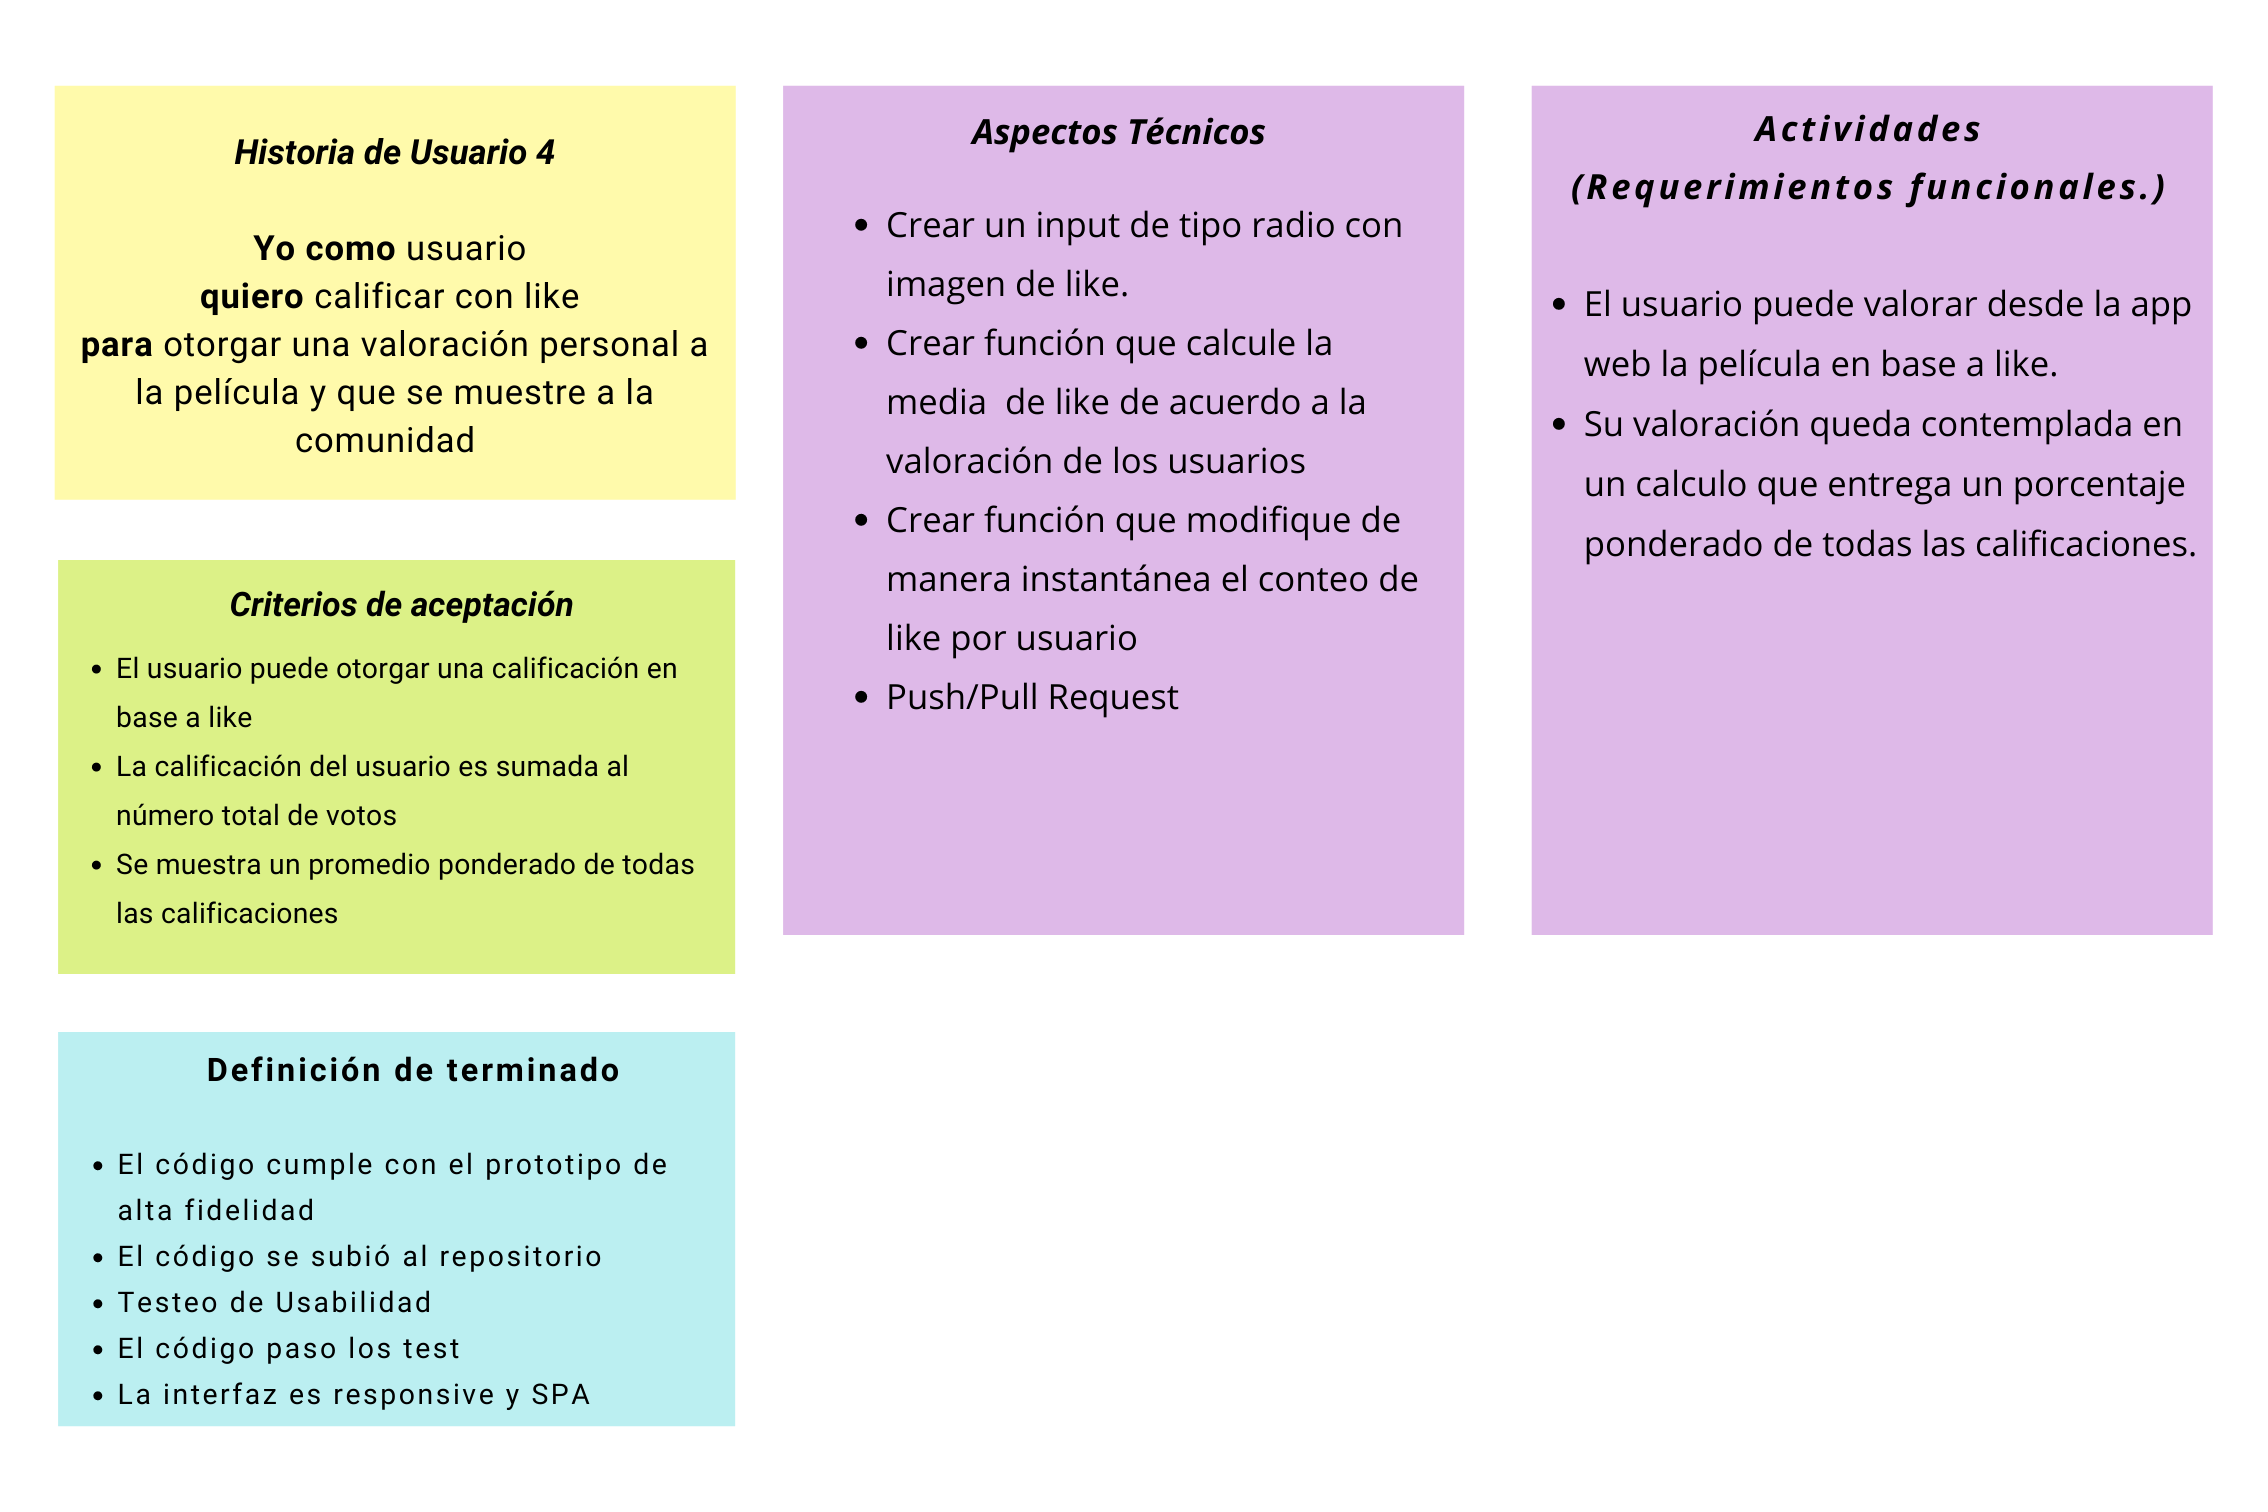 Historia de Usuario 4
Yo como usuario
quiero calificar con like
para otorgar una valoración personal a
la película y que se muestre a la
comunidad
Criterios de aceptación
• El usuario puede otorgar una calificación en
base a like
• La calificación del usuario es sumada al
número total de votos
• Se muestra un promedio ponderado de todas
las calificaciones
Definición de terminado
• El código cumple con el prototipo de
alta fidelidad
• El código se subió al repositorio
• Testeo de Usabilidad
• El código paso los test
• La interfaz es responsive y SPA
Aspectos Técnicos
• Crear un input de tipo radio con
imagen de like.
• Crear función que calcule la
media  de like de acuerdo a la
valoración de los usuarios
• Crear función que modifique de
manera instantánea el conteo de
like por usuario
• Push/Pull Request
Actividades
(Requerimientos funcionales.)
• El usuario puede valorar desde la app
web la película en base a like.
• Su valoración queda contemplada en
un calculo que entrega un porcentaje
ponderado de todas las calificaciones.